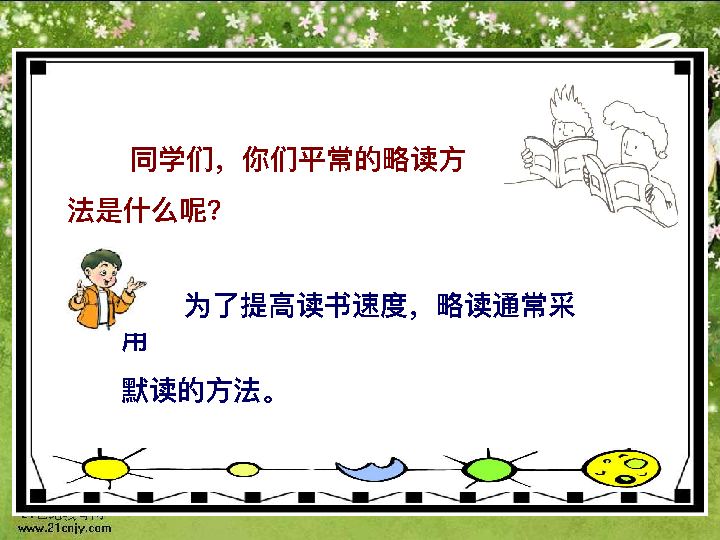 同学们，你们平常的略读方
法是什么呢？
为了提高读书速度，略读通常采
用
默读的方法。
www.21cnjy.com